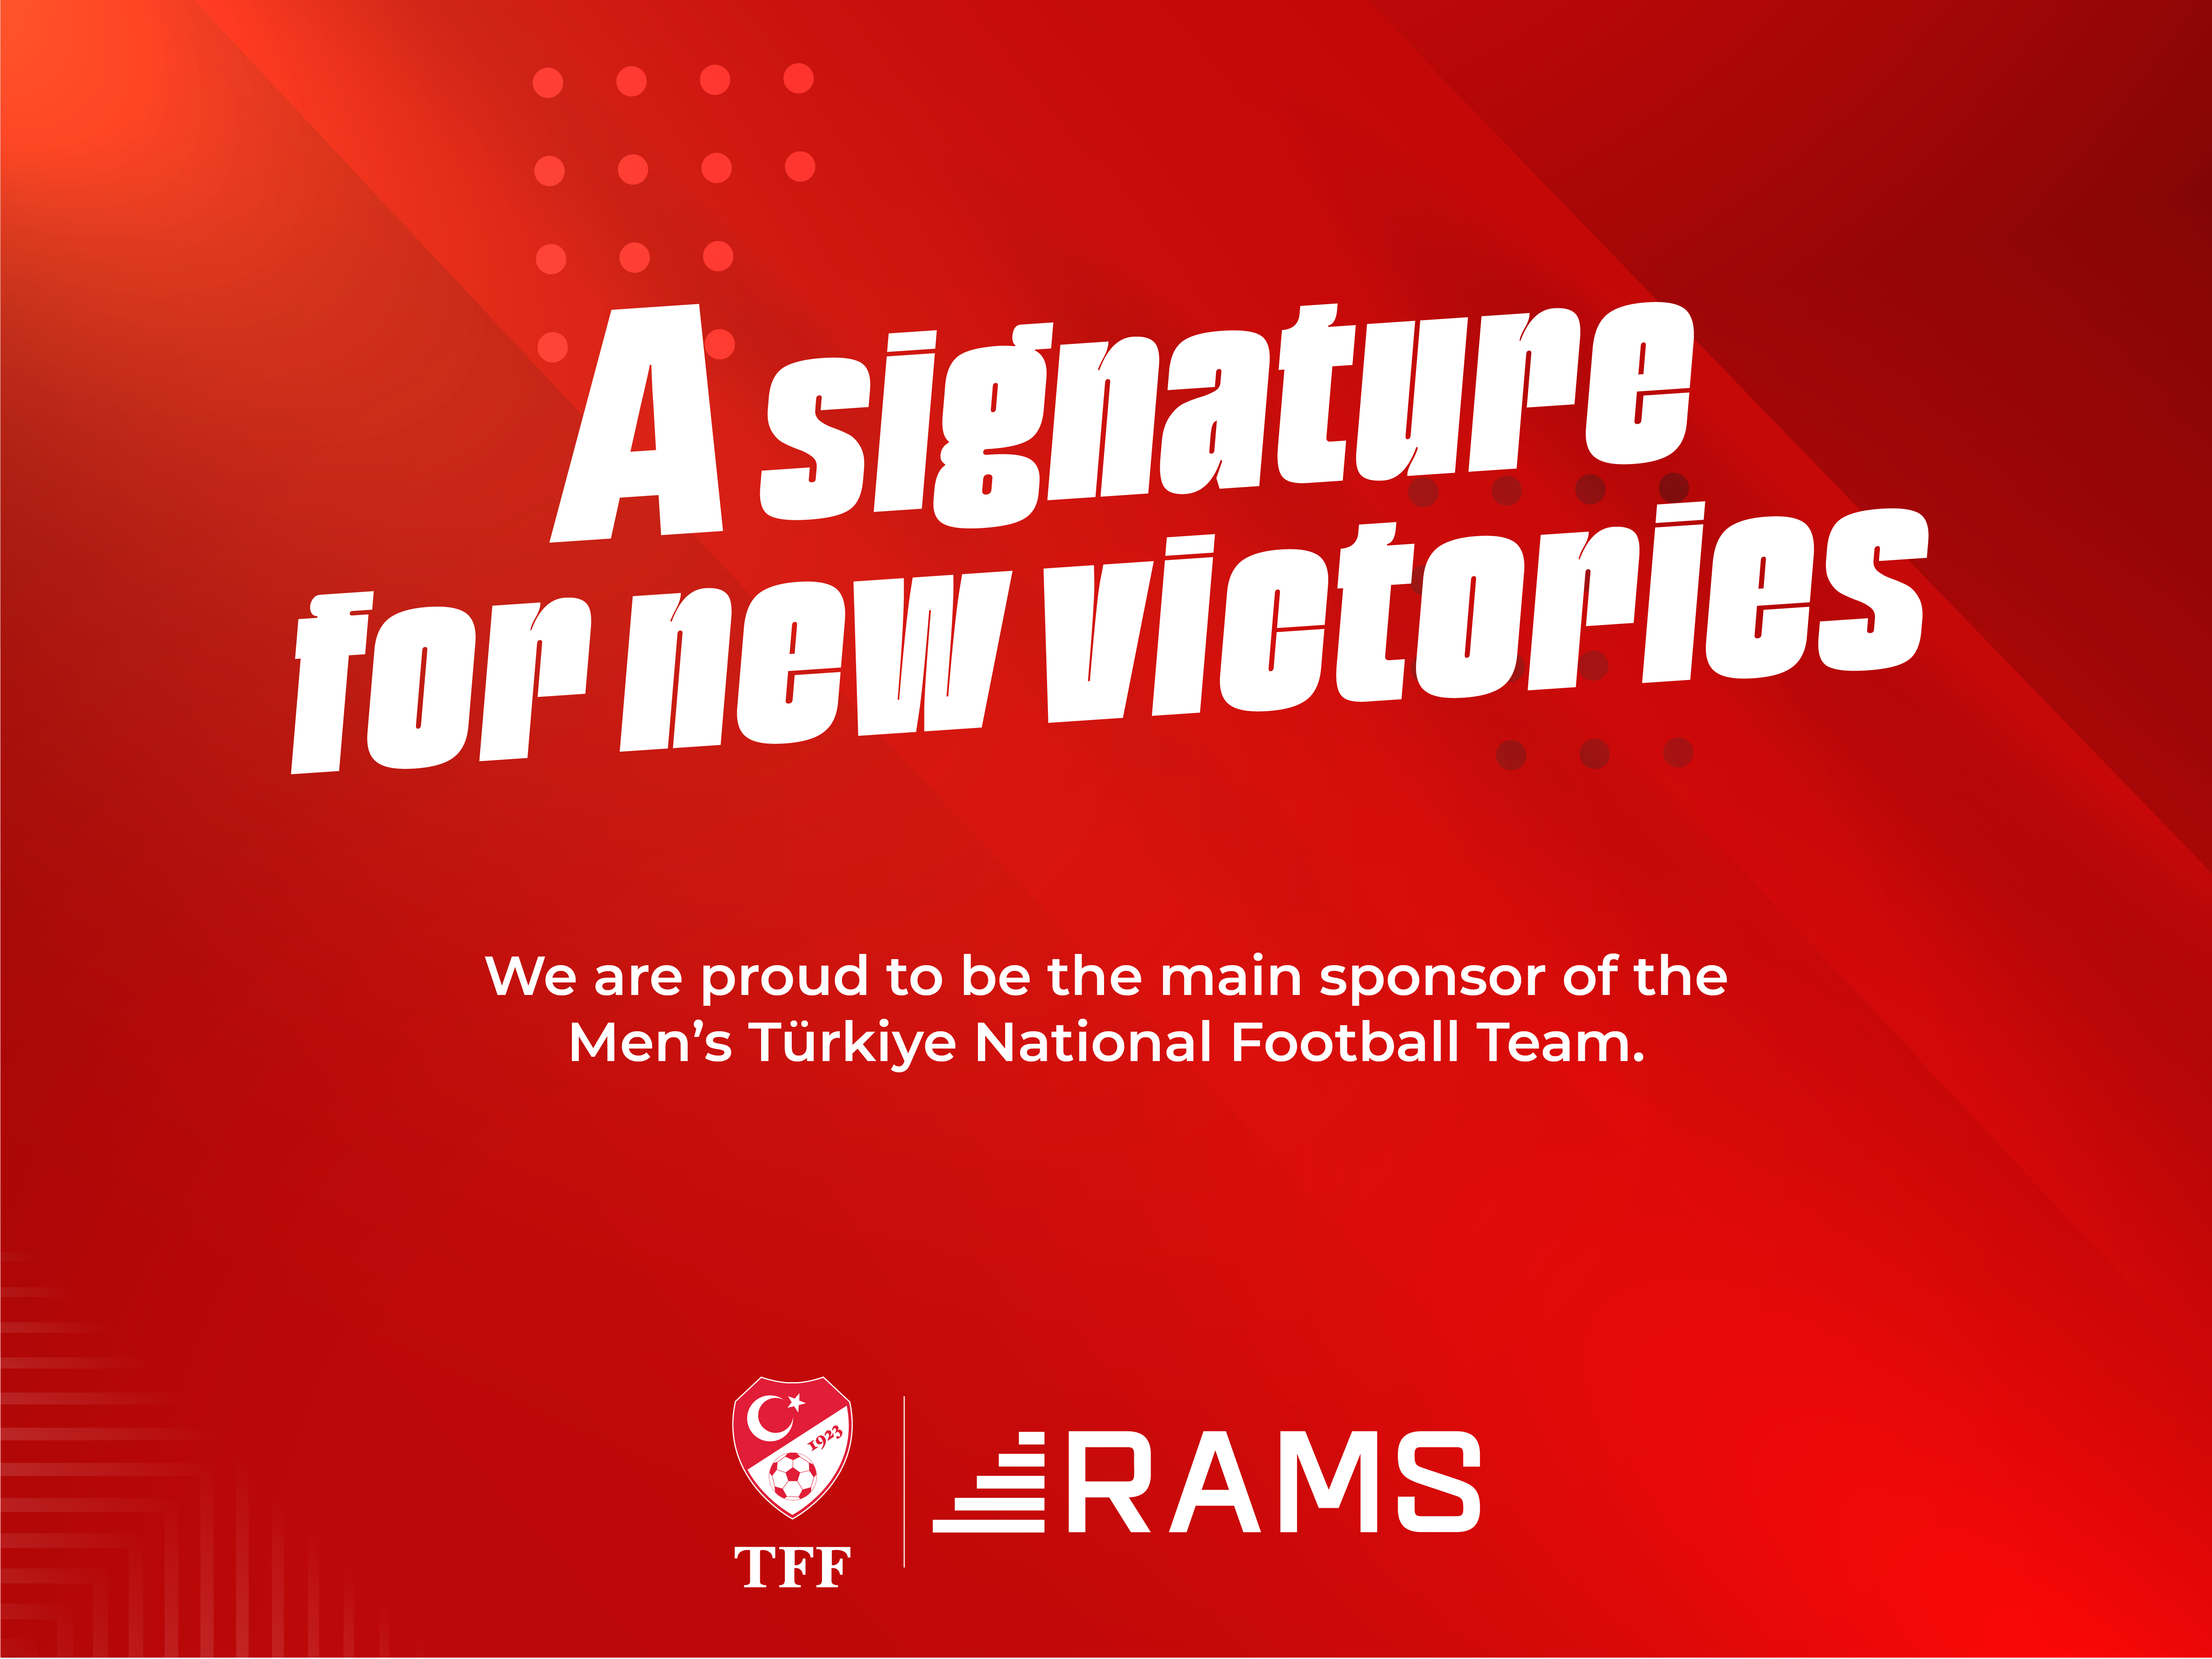 A signature
for new victories
We are proud to be the main sponsor of the
Men’s Türkiye National Football Team.
1923
TFF
RAMS